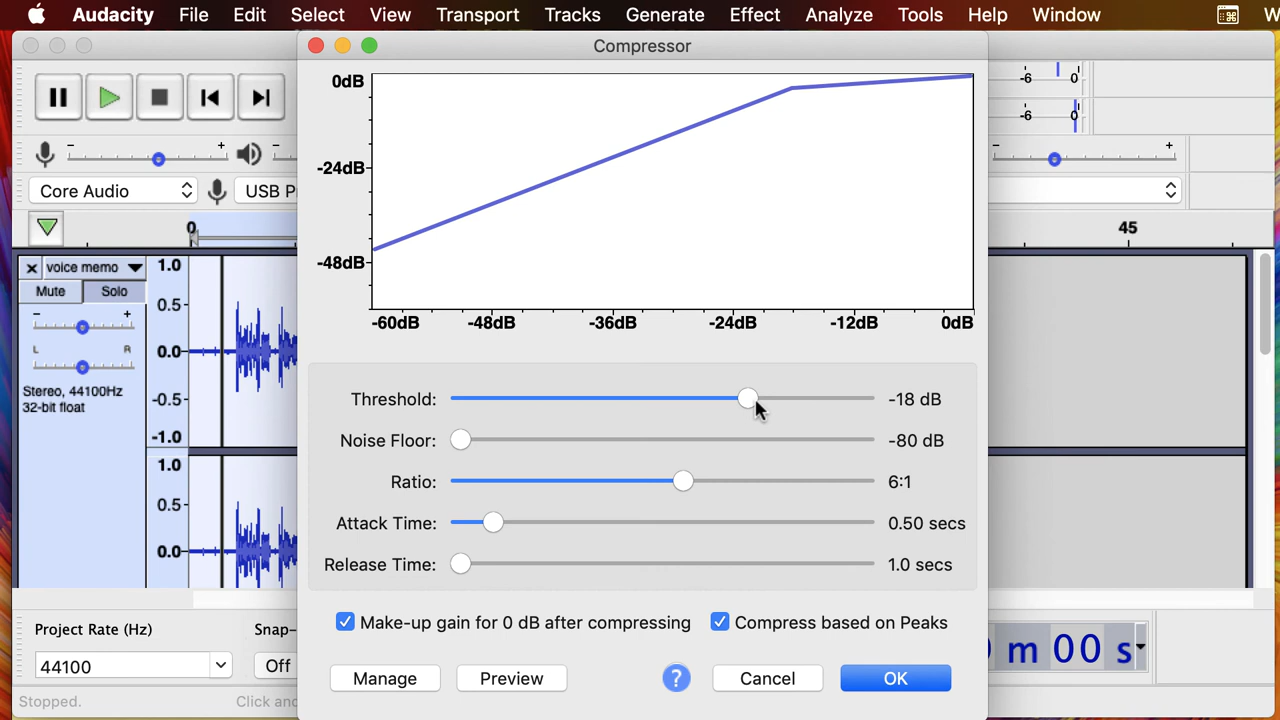 Audacity File Edit Select View Transport Tracks Generate Effect Analyze Tools Help Window W
Compressor
0dB
-24dB
-48dB
-60dB -48dB -36dB -24dB -12dB 0dB
-6 0
-6 0
- +
- +
Core Audio
USB P
0
45
voice memo
Mute Solo
- +
L R
Stereo, 44100Hz
32-bit float
1.0
0.5-
0.0-
-0.5-
-1.0
1.0
0.5-
0.0-
Threshold: -18 dB
Noise Floor: -80 dB
Ratio: 6:1
Attack Time: 0.50 secs
Release Time: 1.0 secs
Make-up gain for 0 dB after compressing Compress based on Peaks
Manage Preview ? Cancel OK
Project Rate (Hz) Snap-
44100 Off
m 00 s
Stopped. Click and